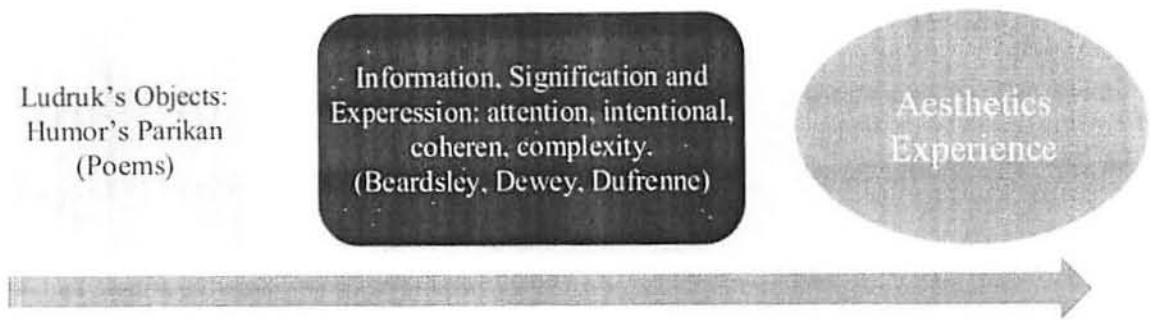 Ludruk's Objects:
Humor's Parikan
(Poems)
Information, Signification and
Experession: attention, intentional,
coheren, complexity.
(Beardsley, Dewey, Dufrenne)
Aesthetics
Experience